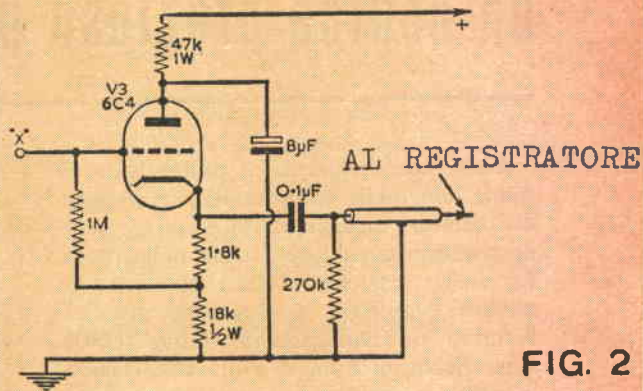 47k
1W
+
V3
6C4
"X"
8µF
AL REGISTRATORE
0·1µF
1M
1·8k
270k
18k
½W
FIG. 2